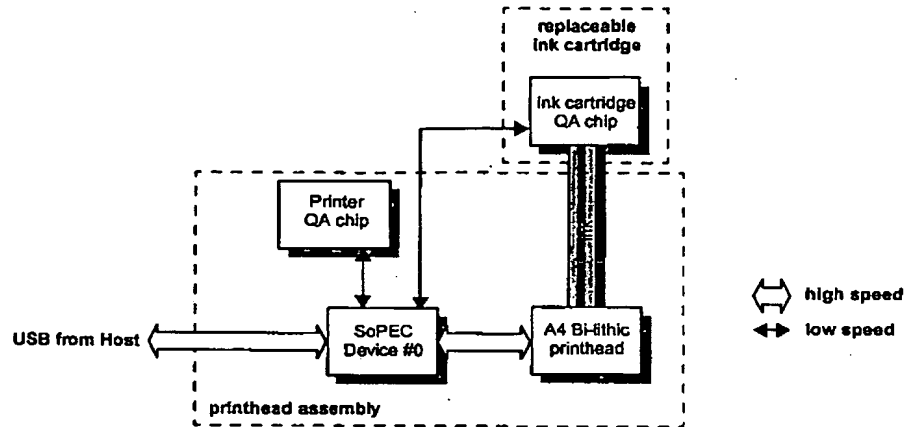 replaceable
ink cartridge
ink cartridge
QA chip
Printer
QA chip
high speed
USB from Host
SoPEC
Device #0
A4 Bi-lithic
printhead
low speed
printhead assembly